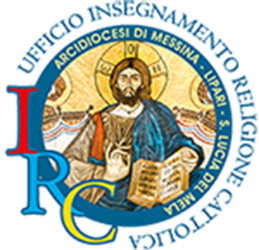 UFFICIO INSEGNAMENTO RELIGIONE CATTOLICA
ARCIDIOCESI DI MESSINA - LIPARI - S. LUCIA DEL MELA
IRC